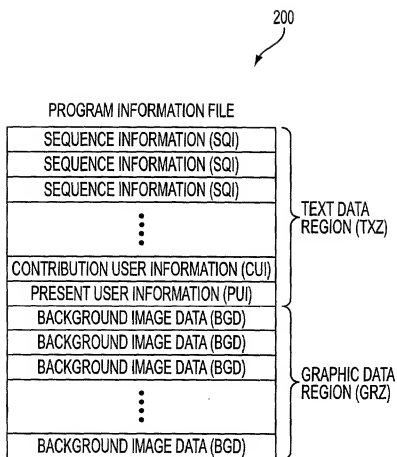 200
PROGRAM INFORMATION FILE
SEQUENCE INFORMATION (SQI)
SEQUENCE INFORMATION (SQI)
SEQUENCE INFORMATION (SQI)
CONTRIBUTION USER INFORMATION (CUI)
PRESENT USER INFORMATION (PUI)
BACKGROUND IMAGE DATA (BGD)
BACKGROUND IMAGE DATA (BGD)
BACKGROUND IMAGE DATA (BGD)
BACKGROUND IMAGE DATA (BGD)
TEXT DATA
REGION (TXZ)
GRAPHIC DATA
REGION (GRZ)